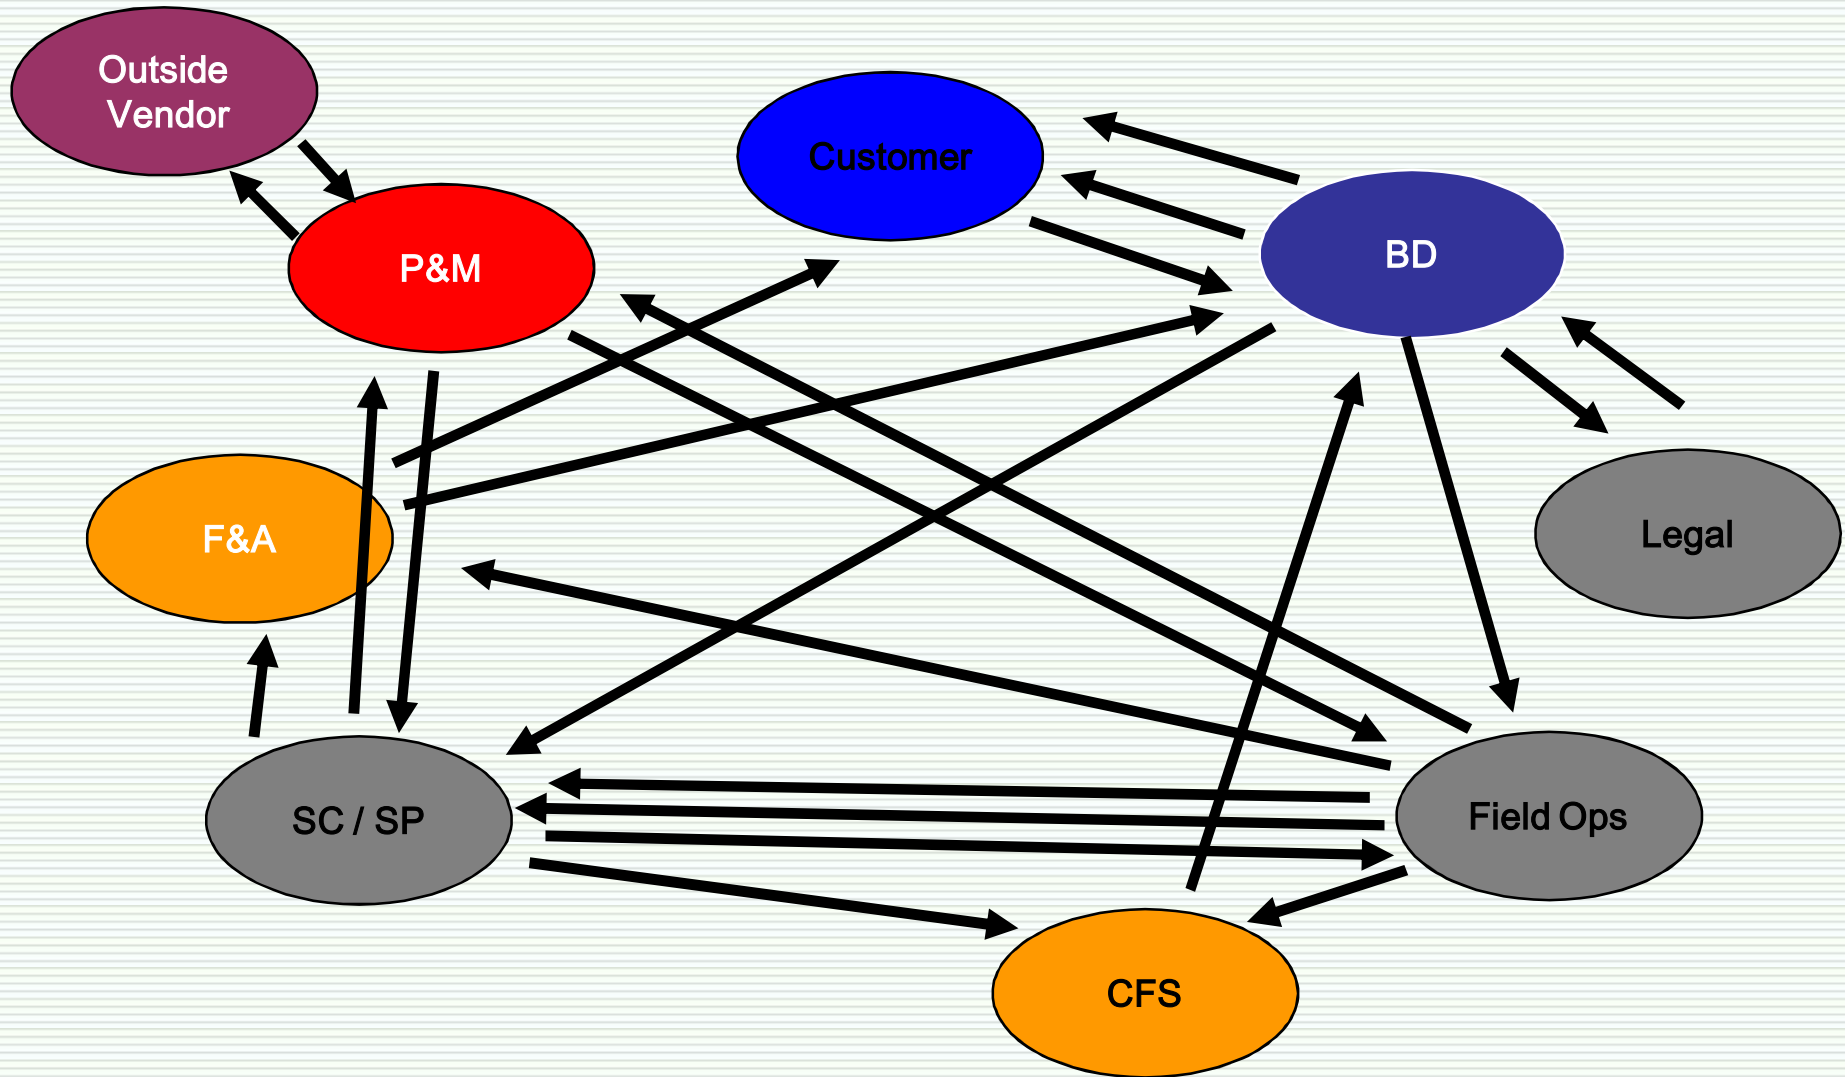 Outside
Vendor
Customer
P&M
BD
F&A
Legal
SC / SP
Field Ops
CFS